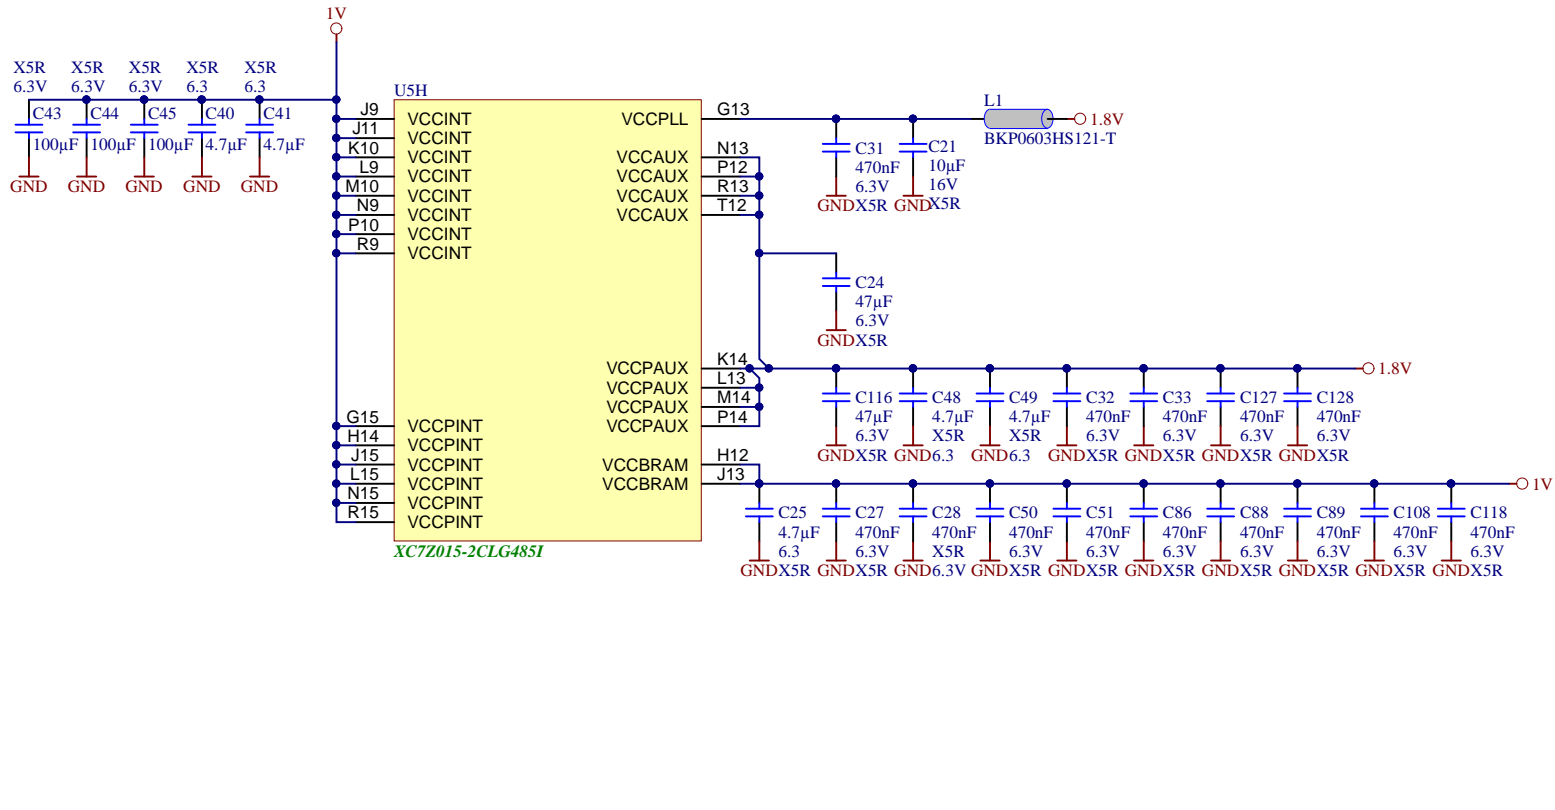 1V
X5R X5R X5R X5R X5R
6.3V 6.3V 6.3V 6.3 6.3
C43 C44 C45 C40 C41
100µF 100µF 100µF 4.7µF 4.7µF
GND GND GND GND GND
U5H
J9 VCCINT
J11 VCCINT
K10 VCCINT
L9 VCCINT
M10 VCCINT
N9 VCCINT
P10 VCCINT
R9 VCCINT
G15 VCCPINT
H14 VCCPINT
J15 VCCPINT
L15 VCCPINT
N15 VCCPINT
R15 VCCPINT
VCCPLL G13
VCCAUX N13
VCCAUX P12
VCCAUX R13
VCCAUX T12
VCCPAUX K14
VCCPAUX L13
VCCPAUX M14
VCCPAUX P14
VCCBRAM H12
VCCBRAM J13
XC7Z015-2CLG485I
L1
1.8V
BKP0603HS121-T
C31 C21
470nF 10µF
6.3V 16V
GND X5R GND X5R
C24
47µF
6.3V
GND X5R
1.8V
C116 C48 C49 C32 C33 C127 C128
47µF 4.7µF 4.7µF 470nF 470nF 470nF 470nF
6.3V X5R X5R 6.3V 6.3V 6.3V 6.3V
GND X5R GND 6.3 GND 6.3 GND X5R GND X5R GND X5R GND X5R
1V
C25 C27 C28 C50 C51 C86 C88 C89 C108 C118
4.7µF 470nF 470nF 470nF 470nF 470nF 470nF 470nF 470nF 470nF
6.3 6.3V X5R 6.3V 6.3V 6.3V 6.3V 6.3V 6.3V 6.3V
GND X5R GND X5R GND 6.3V GND X5R GND X5R GND X5R GND X5R GND X5R GND X5R GND X5R